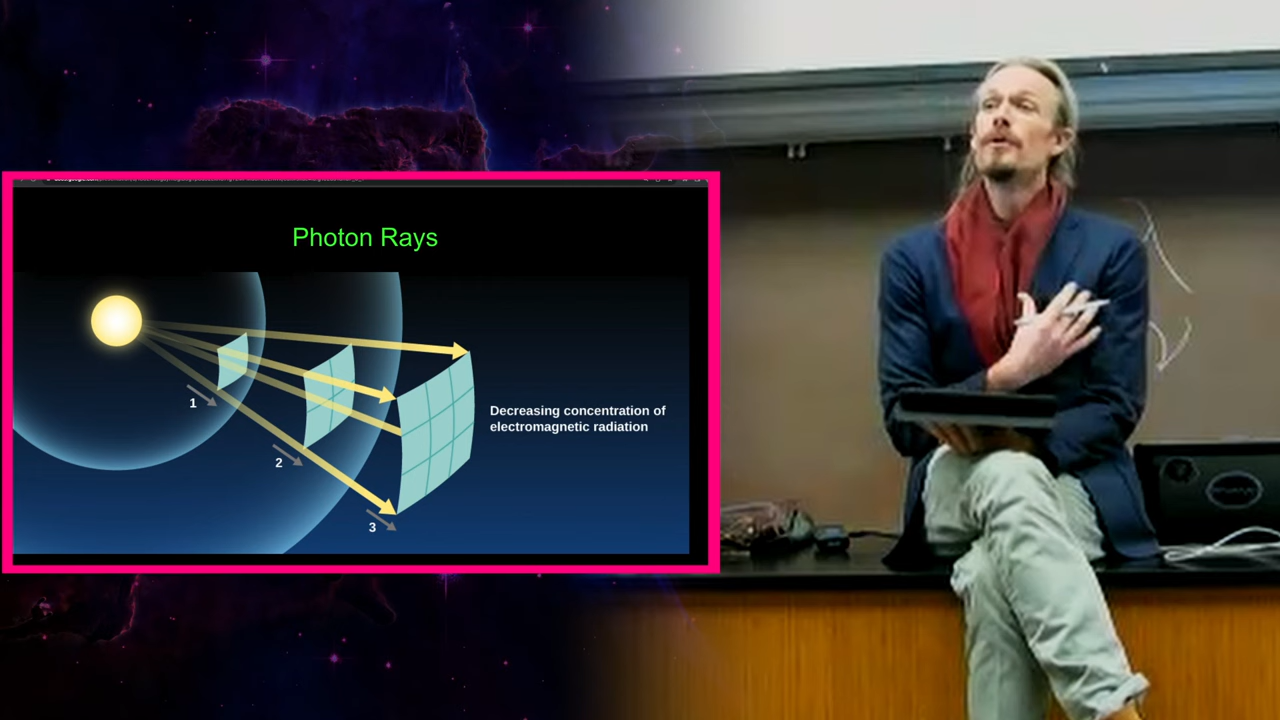 Photon Rays
1
2
3
Decreasing concentration of
electromagnetic radiation